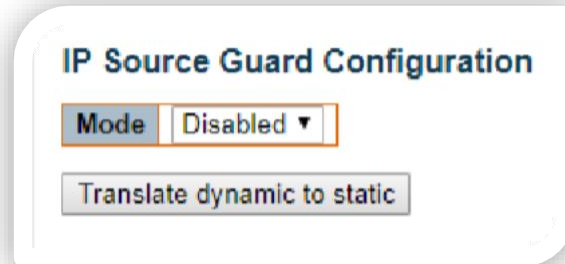 IP Source Guard Configuration
Mode Disabled
Translate dynamic to static